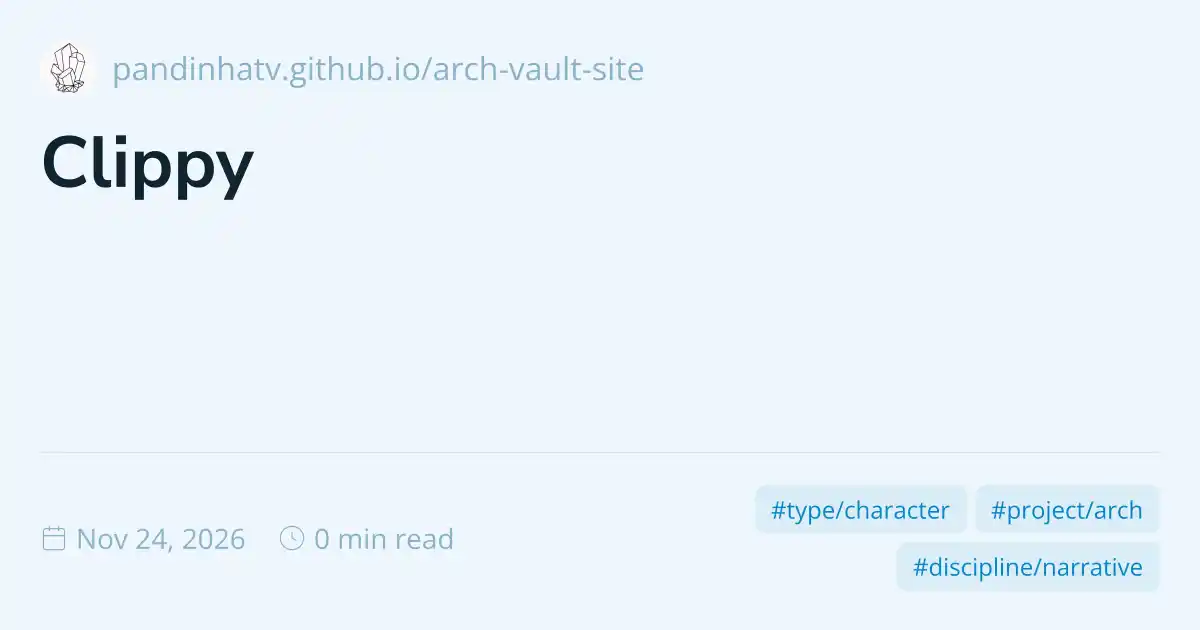 pandinhatv.github.io/arch-vault-site
Clippy
#type/character #project/arch
Nov 24, 2026 0 min read
#discipline/narrative